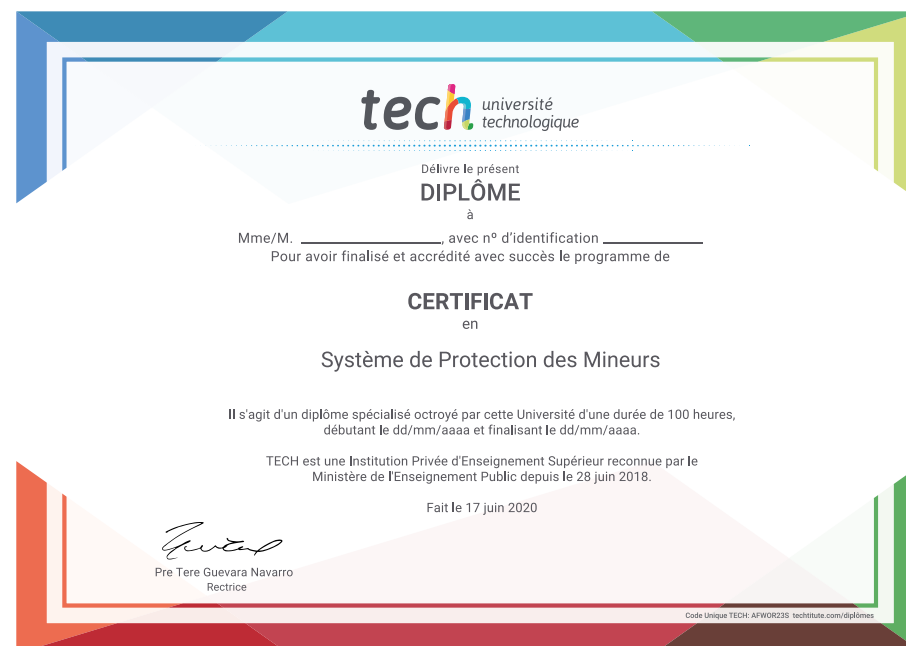 tech université
technologique
Délivre le présent
DIPLÔME
à
Mme/M. ____________________, avec nº d'identification ______________
Pour avoir finalisé et accrédité avec succès le programme de
CERTIFICAT
en
Système de Protection des Mineurs
Il s'agit d'un diplôme spécialisé octroyé par cette Université d'une durée de 100 heures,
débutant le dd/mm/aaaa et finalisant le dd/mm/aaaa.
TECH est une Institution Privée d'Enseignement Supérieur reconnue par le
Ministère de l'Enseignement Public depuis le 28 juin 2018.
Fait le 17 juin 2020
Pre Tere Guevara Navarro
Rectrice
Code Unique TECH: AFWOR23S techtitute.com/diplômes